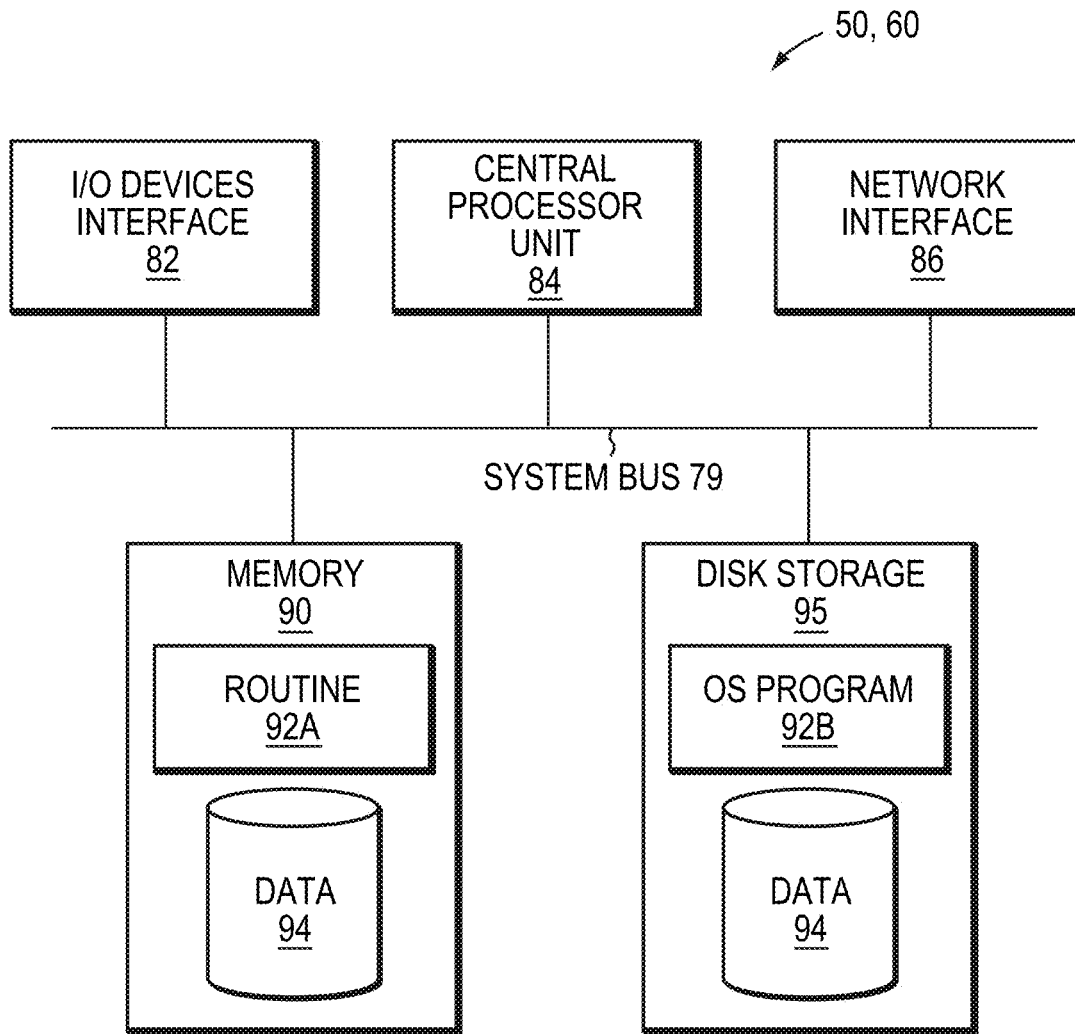 50, 60
I/O DEVICES
INTERFACE
82
CENTRAL
PROCESSOR
UNIT
84
NETWORK
INTERFACE
86
SYSTEM BUS 79
MEMORY
90
ROUTINE
92A
DATA
94
DISK STORAGE
95
OS PROGRAM
92B
DATA
94